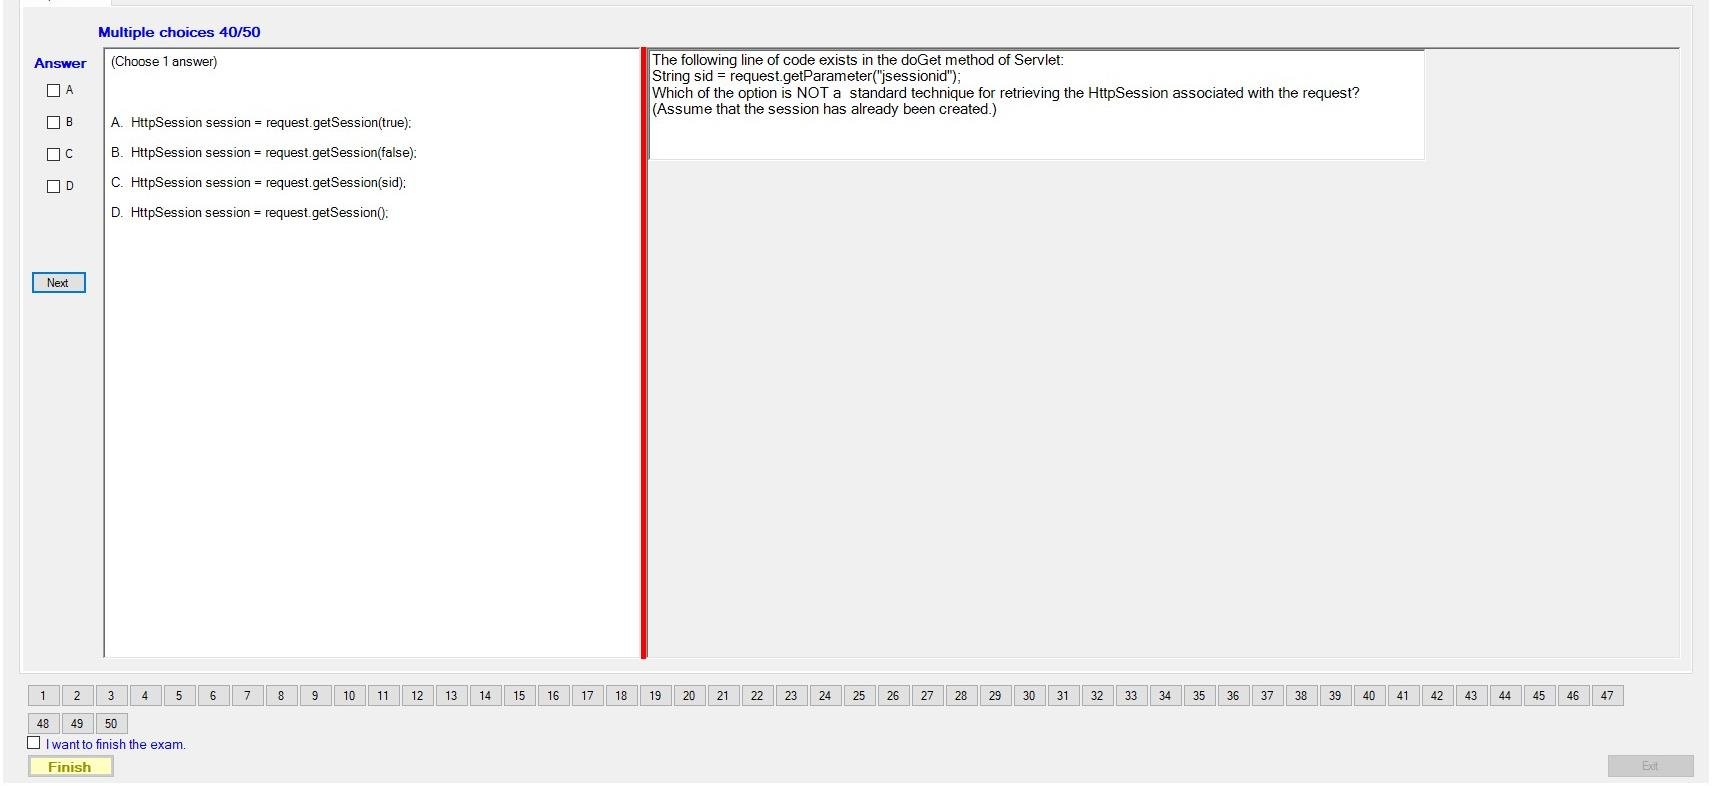 Multiple choices 40/50
Answer
A
B
C
D
Next
(Choose 1 answer)
A. HttpSession session = request.getSession(true);
B. HttpSession session = request.getSession(false);
C. HttpSession session = request.getSession(sid);
D. HttpSession session = request.getSession();
The following line of code exists in the doGet method of Servlet:
String sid = request.getParameter("jsessionid");
Which of the option is NOT a  standard technique for retrieving the HttpSession associated with the request?
(Assume that the session has already been created.)
1 2 3 4 5 6 7 8 9 10 11 12 13 14 15 16 17 18 19 20 21 22 23 24 25 26 27 28 29 30 31 32 33 34 35 36 37 38 39 40 41 42 43 44 45 46 47
48 49 50
I want to finish the exam.
Finish
Exit